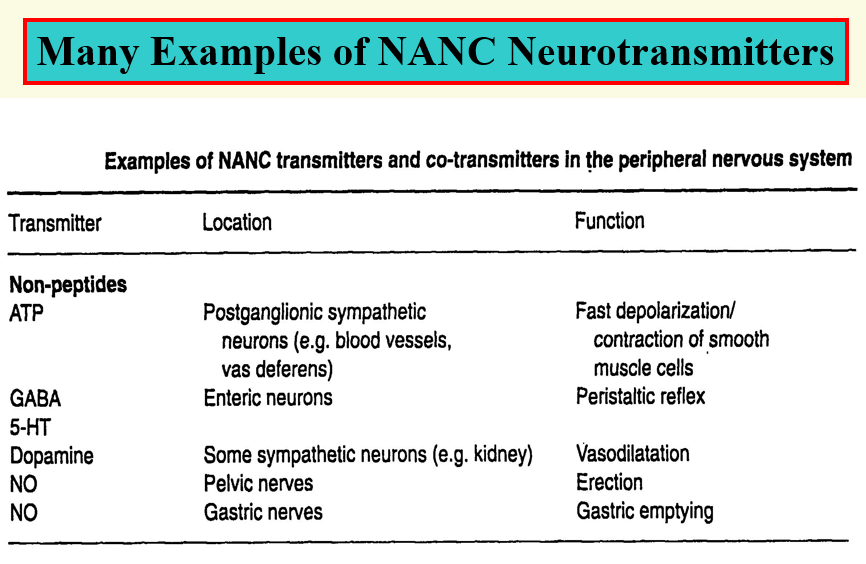 Many Examples of NANC Neurotransmitters
Examples of NANC transmitters and co-transmitters in the peripheral nervous system
Transmitter Location Function
Non-peptides
ATP Postganglionic sympathetic Fast depolarization/
neurons (e.g. blood vessels, contraction of smooth
vas deferens) muscle cells
GABA Enteric neurons Peristaltic reflex
5-HT
Dopamine Some sympathetic neurons (e.g. kidney) Vasodilatation
NO Pelvic nerves Erection
NO Gastric nerves Gastric emptying